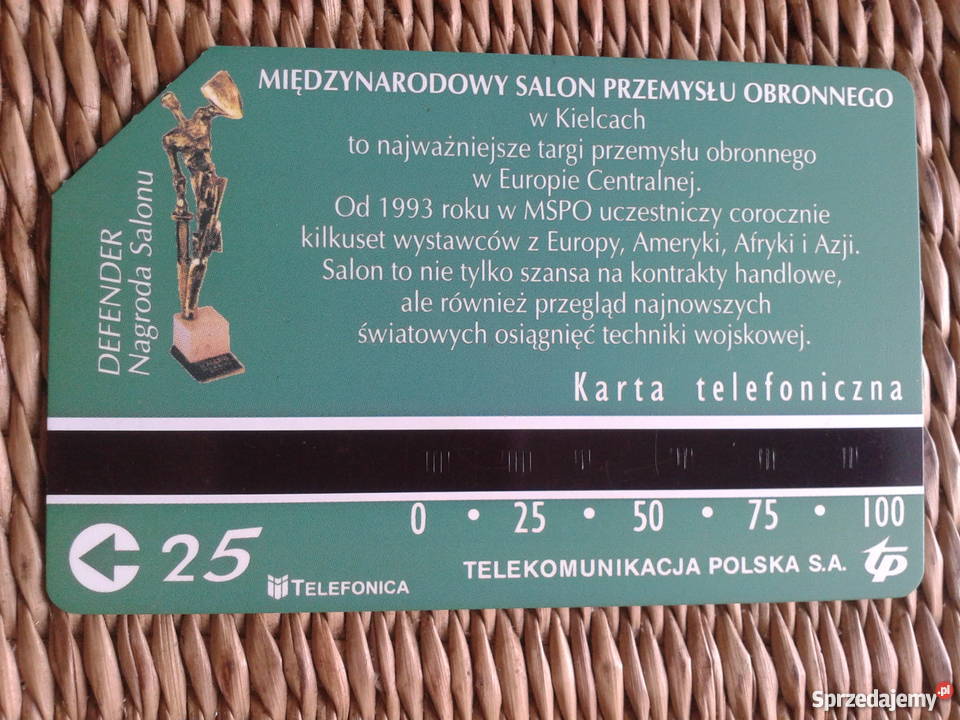 MIĘDZYNARODOWY SALON PRZEMYSŁU OBRONNEGO
w Kielcach
to najważniejsze targi przemysłu obronnego
w Europie Centralnej.
Od 1993 roku w MSPO uczestniczy corocznie
kilkuset wystawców z Europy, Ameryki, Afryki i Azji.
Salon to nie tylko szansa na kontrakty handlowe,
ale również przegląd najnowszych
światowych osiągnięć techniki wojskowej.
DEFENDER
Nagroda Salonu
Karta telefoniczna
0 • 25 • 50 • 75 • 100
25
TELEFONICA
TELEKOMUNIKACJA POLSKA S.A.
tp
Sprzedajemy.pl